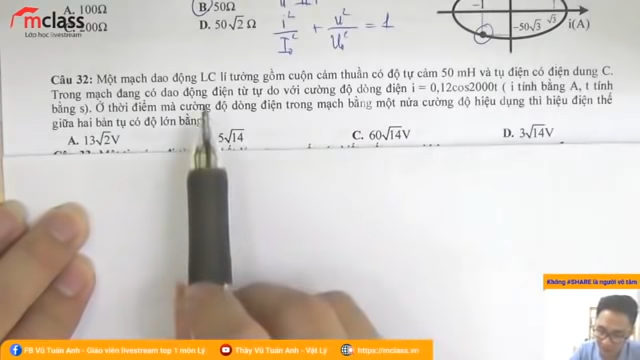 mclass
Lớp học livestream
A. 100Ω
B. 50Ω
C. 200Ω
D. 50√2 Ω
i²/I₀² + u²/U₀² = 1
-1
√3
-50√3
i(A)
Câu 32: Một mạch dao động LC lí tưởng gồm cuộn cảm thuần có độ tự cảm 50 mH và tụ điện có điện dung C.
Trong mạch đang có dao động điện từ tự do với cường độ dòng điện i = 0,12cos2000t ( i tính bằng A, t tính
bằng s). Ở thời điểm mà cường độ dòng điện trong mạch bằng một nửa cường độ hiệu dụng thì hiệu điện thế
giữa hai bản tụ có độ lớn bằng
A. 13√2V
5√14
C. 60√14V
D. 3√14V
Không #SHARE là người vô tâm
FB Vũ Tuấn Anh - Giáo viên livestream top 1 môn Lý
Thầy Vũ Tuấn Anh - Vật Lý
https://mclass.vn